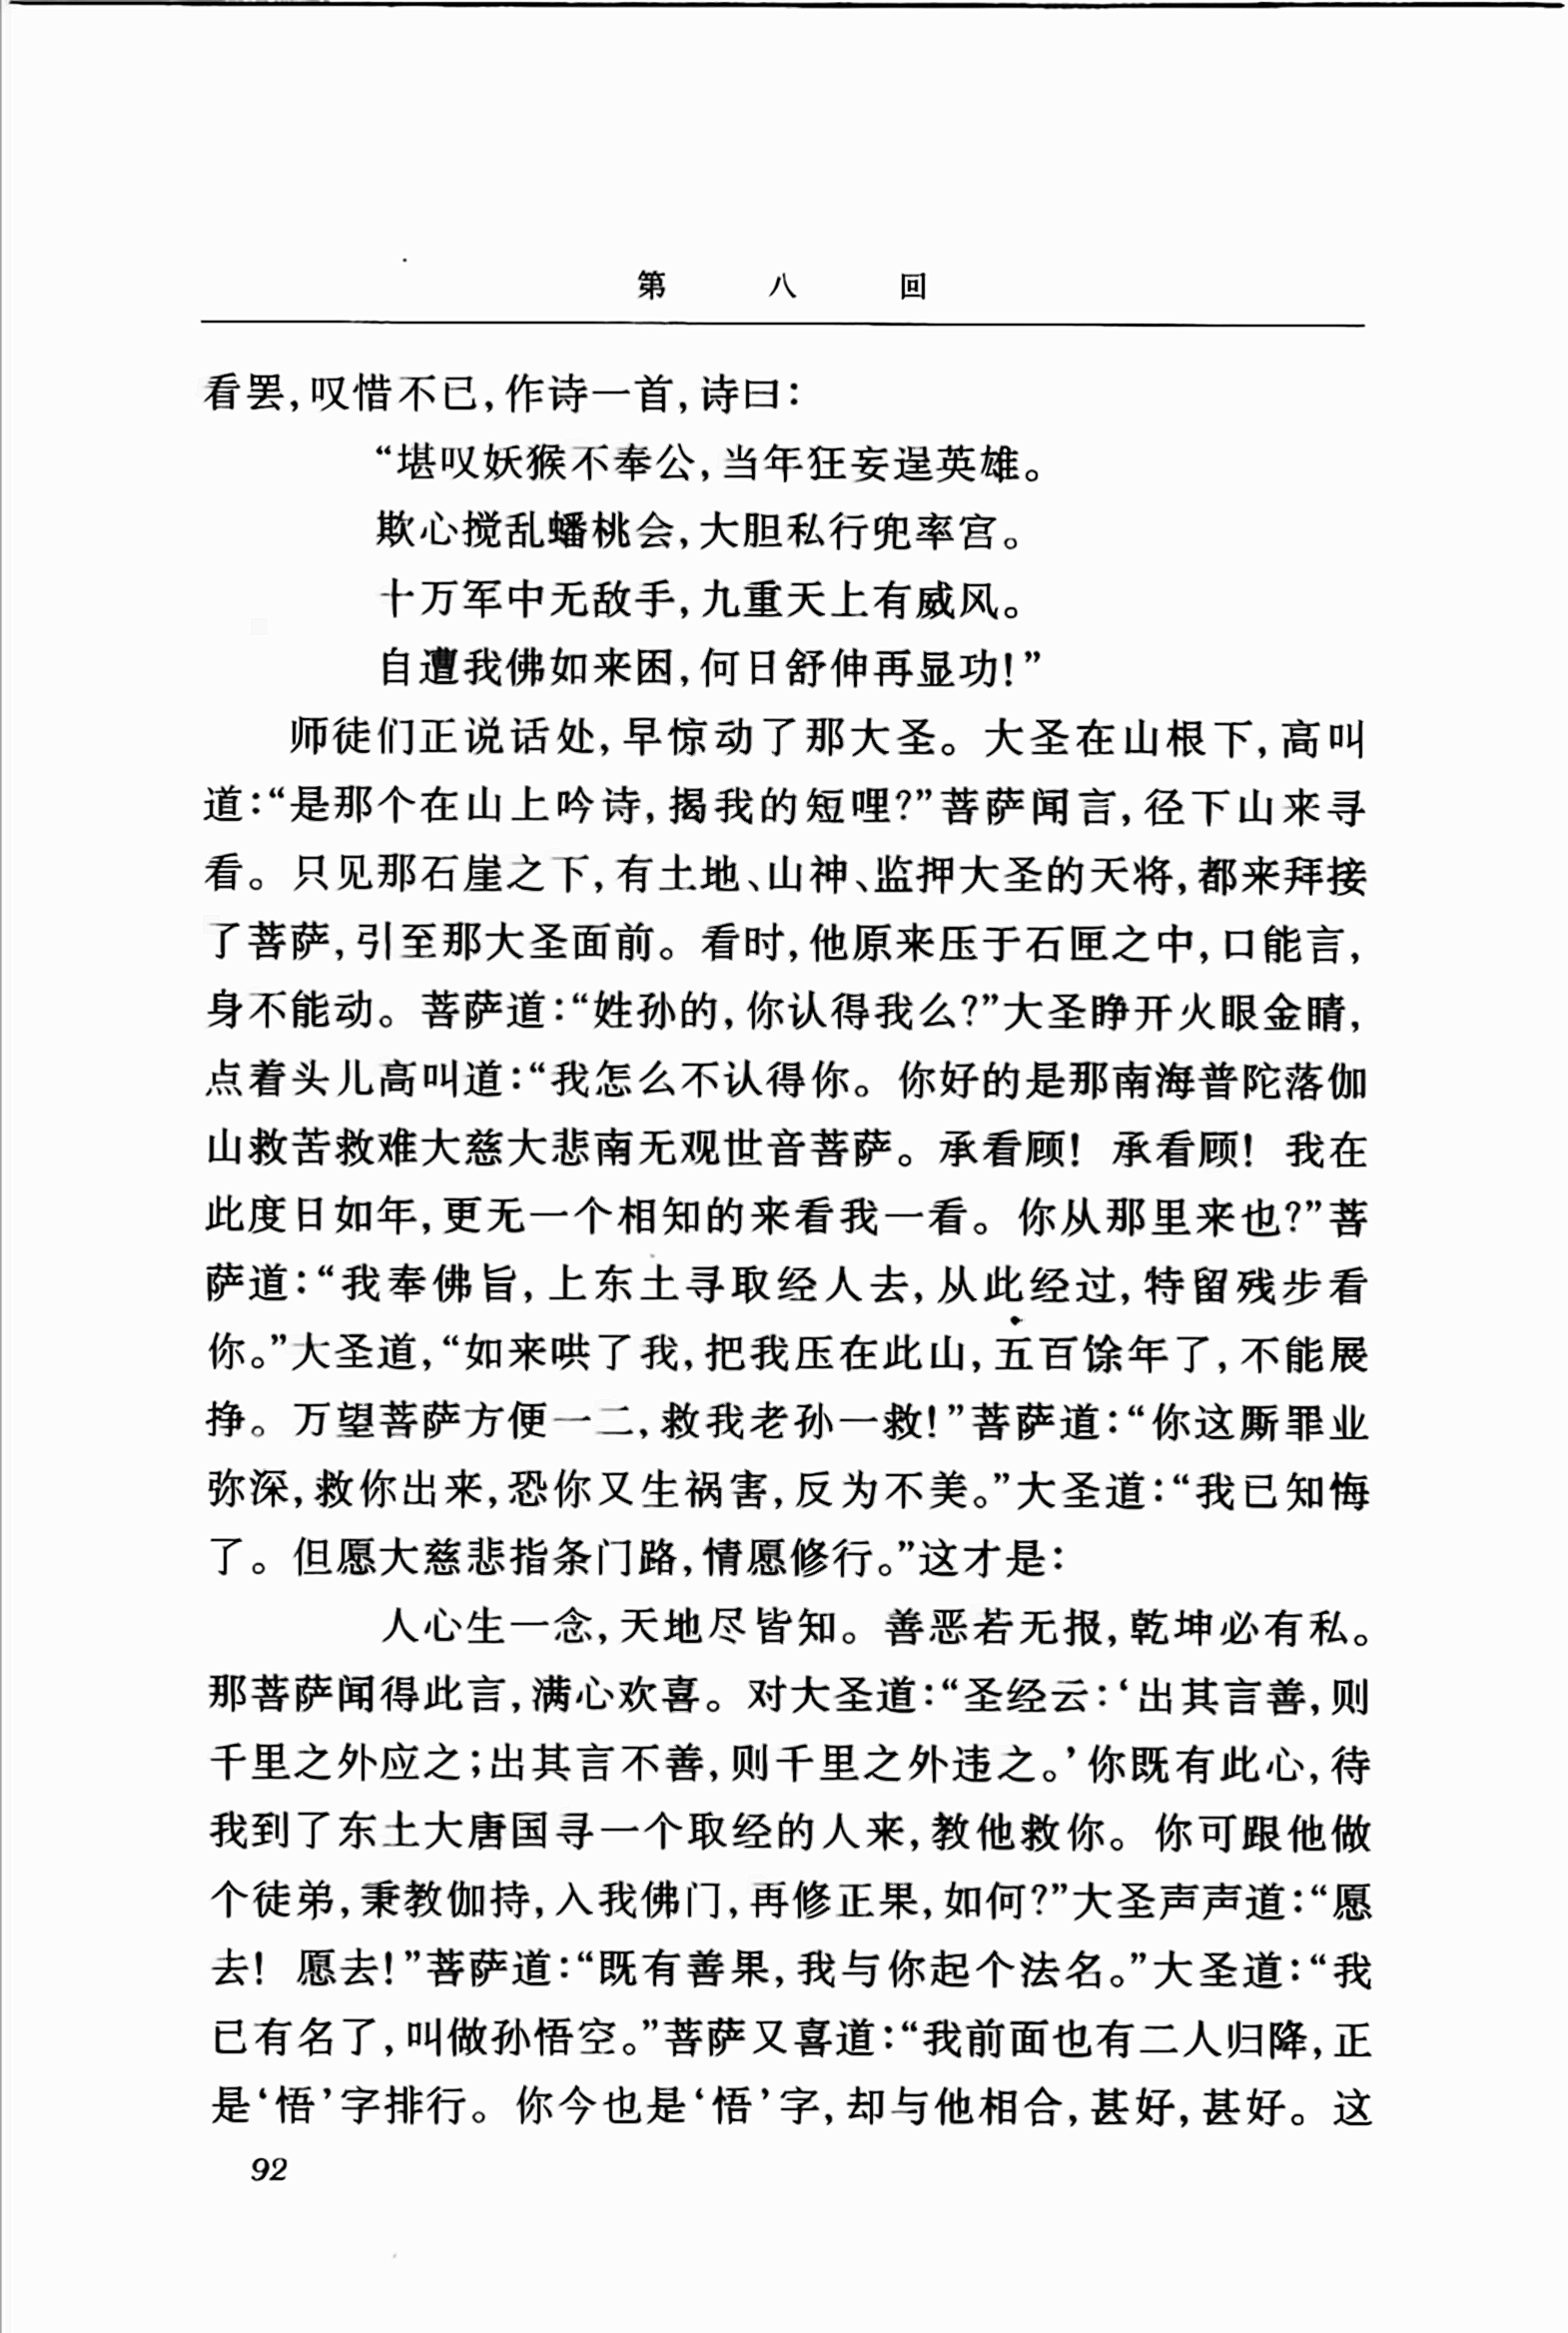 第八回
看罢,叹惜不已,作诗一首,诗曰:
“堪叹妖猴不奉公,当年狂妄逞英雄。
欺心搅乱蟠桃会,大胆私行兜率宫。
十万军中无敌手,九重天上有威风。
自遭我佛如来困,何日舒伸再显功!”
师徒们正说话处,早惊动了那大圣。大圣在山根下,高叫
道:“是那个在山上吟诗,揭我的短哩?”菩萨闻言,径下山来寻
看。只见那石崖之下,有土地、山神、监押大圣的天将,都来拜接
了菩萨,引至那大圣面前。看时,他原来压于石匣之中,口能言,
身不能动。菩萨道:“姓孙的,你认得我么?”大圣睁开火眼金睛,
点着头儿高叫道:“我怎么不认得你。你好的是那南海普陀落伽
山救苦救难大慈大悲南无观世音菩萨。承看顾!承看顾!我在
此度日如年,更无一个相知的来看我一看。你从那里来也?”菩
萨道:“我奉佛旨,上东土寻取经人去,从此经过,特留残步看
你。”大圣道,“如来哄了我,把我压在此山,五百馀年了,不能展
挣。万望菩萨方便一二,救我老孙一救!”菩萨道:“你这厮罪业
弥深,救你出来,恐你又生祸害,反为不美。”大圣道:“我已知悔
了。但愿大慈悲指条门路,情愿修行。”这才是:
人心生一念,天地尽皆知。善恶若无报,乾坤必有私。
那菩萨闻得此言,满心欢喜。对大圣道:“圣经云:‘出其言善,则
千里之外应之;出其言不善,则千里之外违之。’你既有此心,待
我到了东土大唐国寻一个取经的人来,教他救你。你可跟他做
个徒弟,秉教伽持,入我佛门,再修正果,如何?”大圣声声道:“愿
去!愿去!”菩萨道:“既有善果,我与你起个法名。”大圣道:“我
已有名了,叫做孙悟空。”菩萨又喜道:“我前面也有二人归降,正
是‘悟’字排行。你今也是‘悟’字,却与他相合,甚好,甚好。这
92